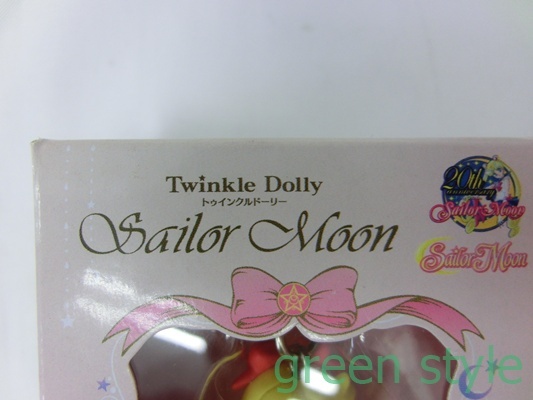 Twinkle Dolly
トゥインクルドーリー
Sailor Moon
20th
ANNIVERSARY
Sailor Moon
Sailor Moon
green style